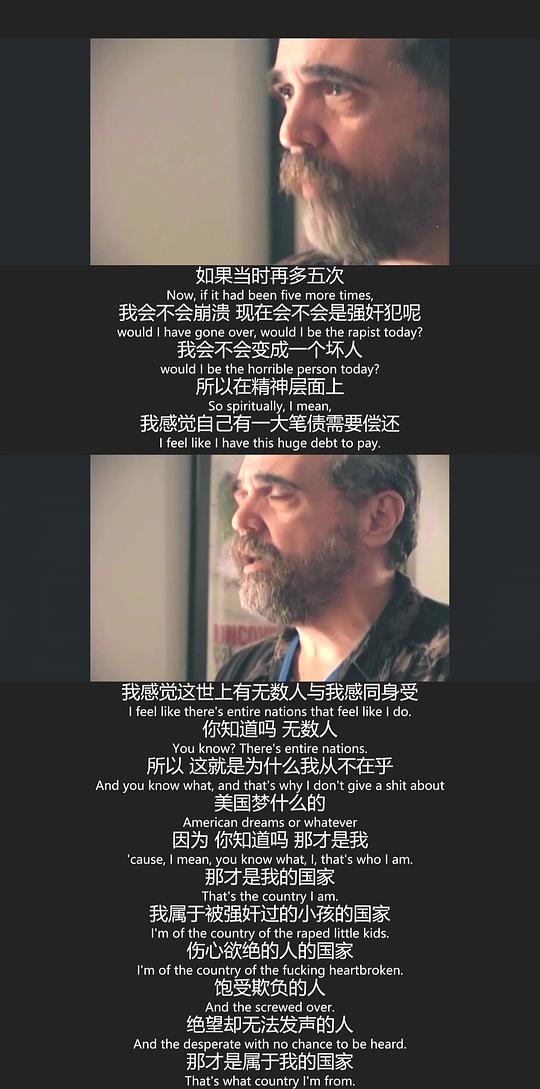 如果当时再多五次
Now, if it had been five more times,
我会不会崩溃 现在会不会是强奸犯呢
would I have gone over, would I be the rapist today?
我会不会变成一个坏人
would I be the horrible person today?
所以在精神层面上
So spiritually, I mean,
我感觉自己有一大笔债需要偿还
I feel like I have this huge debt to pay.
我感觉这世上有无数人与我感同身受
I feel like there's entire nations that feel like I do.
你知道吗 无数人
You know? There's entire nations.
所以 这就是为什么我从不在乎
And you know what, and that's why I don't give a shit about
美国梦什么的
American dreams or whatever
因为 你知道吗 那才是我
'cause, I mean, you know what, I, that's who I am.
那才是我的国家
That's the country I am.
我属于被强奸过的小孩的国家
I'm of the country of the raped little kids.
伤心欲绝的人的国家
I'm of the country of the fucking heartbroken.
饱受欺负的人
And the screwed over.
绝望却无法发声的人
And the desperate with no chance to be heard.
那才是属于我的国家
That's what country I'm from.